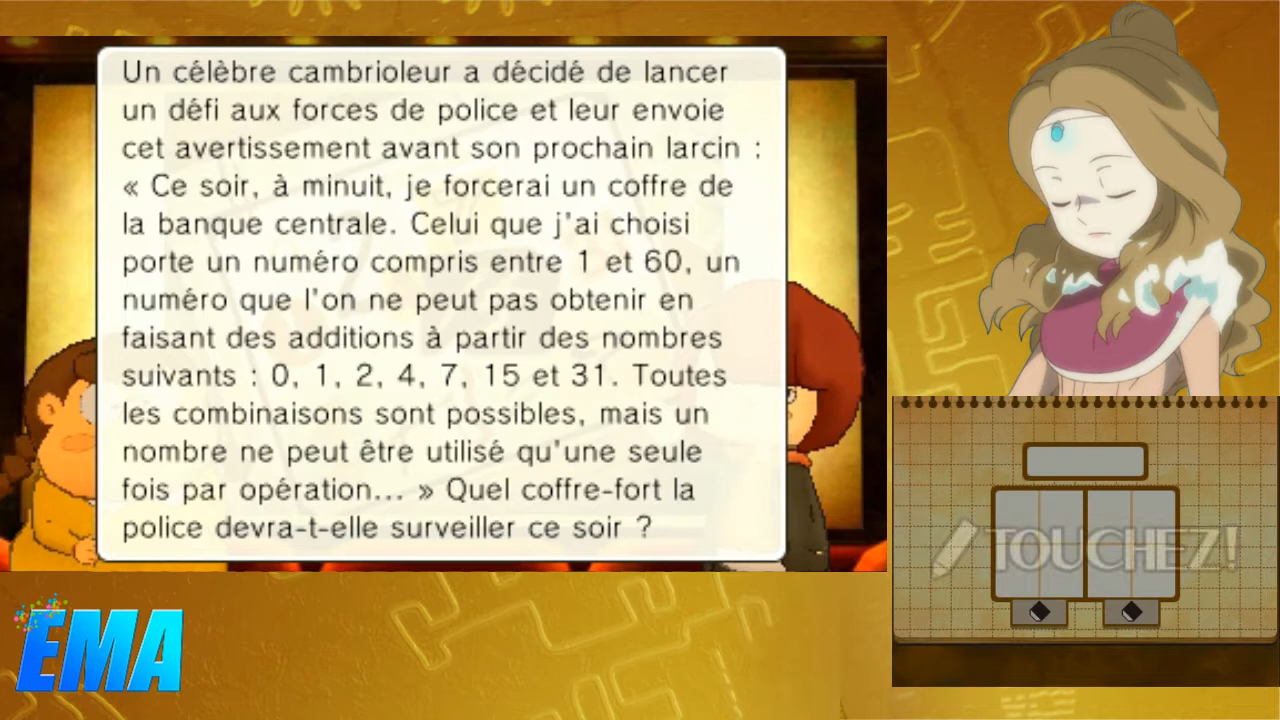 Un célèbre cambrioleur a décidé de lancer
un défi aux forces de police et leur envoie
cet avertissement avant son prochain larcin :
« Ce soir, à minuit, je forcerai un coffre de
la banque centrale. Celui que j'ai choisi
porte un numéro compris entre 1 et 60, un
numéro que l'on ne peut pas obtenir en
faisant des additions à partir des nombres
suivants : 0, 1, 2, 4, 7, 15 et 31. Toutes
les combinaisons sont possibles, mais un
nombre ne peut être utilisé qu'une seule
fois par opération... » Quel coffre-fort la
police devra-t-elle surveiller ce soir ?
TOUCHEZ!
EMA